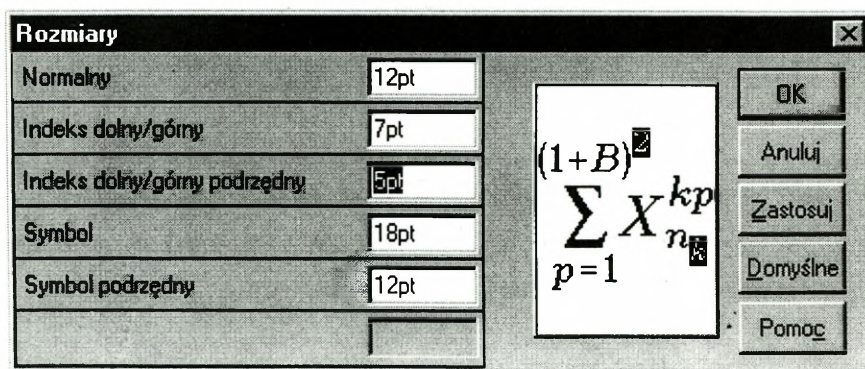 Rozmiary
Normalny 12pt
Indeks dolny/górny 7pt
Indeks dolny/górny podrzędny 5pt
Symbol 18pt
Symbol podrzędny 12pt
(1+B)²
∑ X kp n k
p=1
OK
Anuluj
Zastosuj
Domyślne
Pomoc